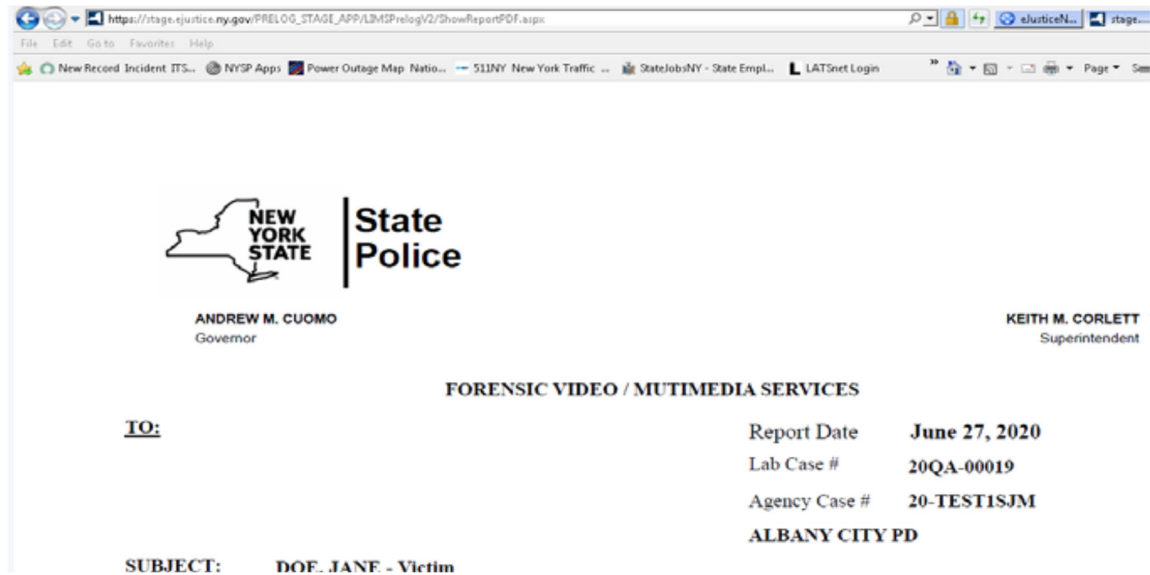 https://stage.ejustice.ny.gov/PRELOG_STAGE_APP/LIMSPrelogV2/ShowReportPDF.aspx eJusticeN... stage....
File Edit Go to Favorites Help
New Record Incident ITS... NYSP Apps Power Outage Map Natio... 511NY New York Traffic ... StateJobsNY - State Empl... LATSnet Login » Page
NEW
YORK
STATE
State
Police
ANDREW M. CUOMO
Governor
KEITH M. CORLETT
Superintendent
FORENSIC VIDEO / MUTIMEDIA SERVICES
TO:
Report Date June 27, 2020
Lab Case # 20QA-00019
Agency Case # 20-TEST1SJM
ALBANY CITY PD
SUBJECT: DOE, JANE - Victim